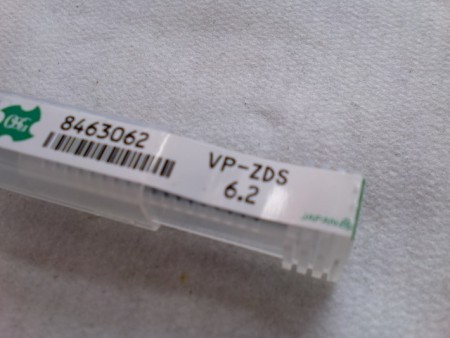 OSG
8463062
VP-ZDS
6.2
JAPAN